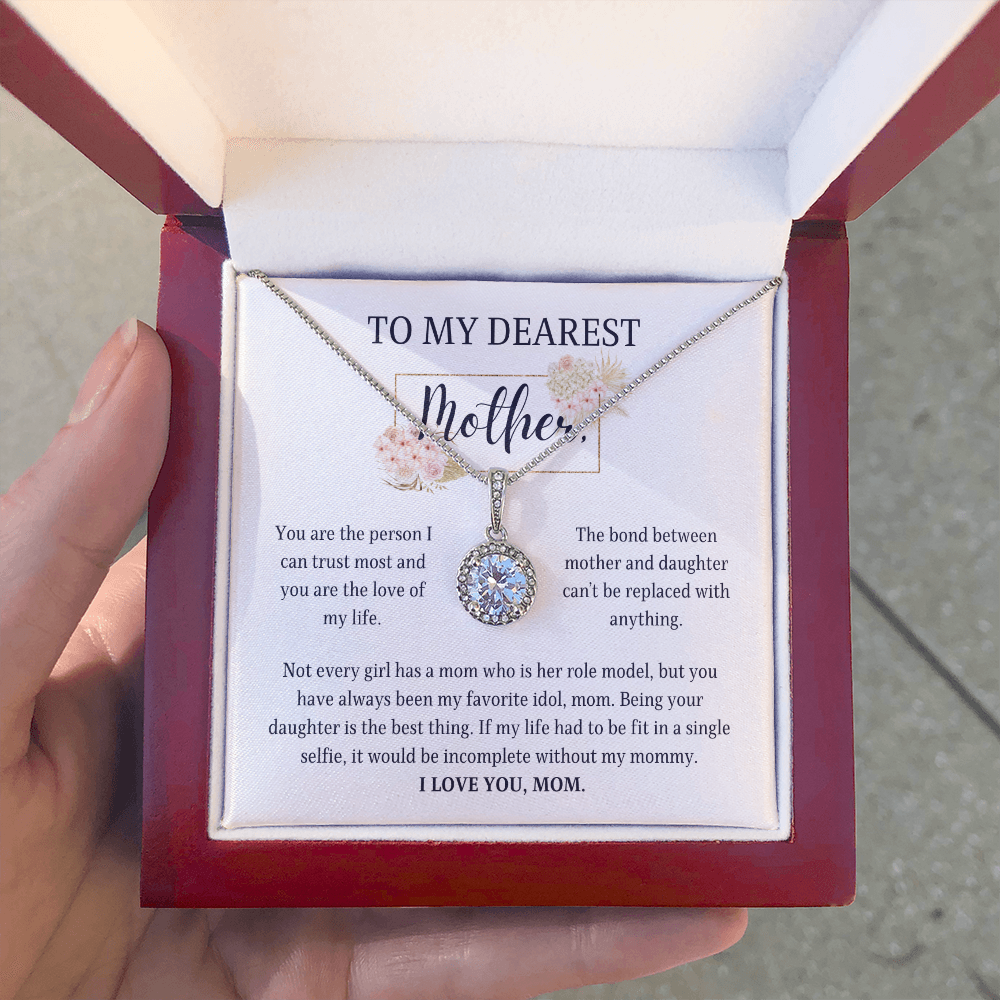 TO MY DEAREST
Mother,
You are the person I
can trust most and
you are the love of
my life.
The bond between
mother and daughter
can't be replaced with
anything.
Not every girl has a mom who is her role model, but you
have always been my favorite idol, mom. Being your
daughter is the best thing. If my life had to be fit in a single
selfie, it would be incomplete without my mommy.
I LOVE YOU, MOM.